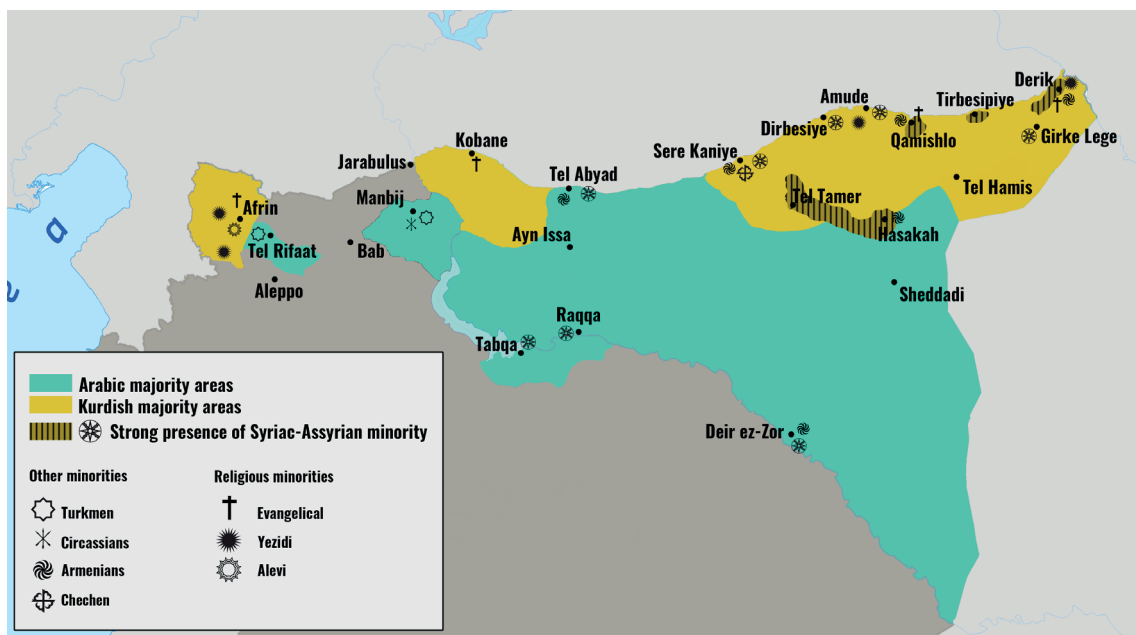 Derik
Amude
Tirbesipiye
Dirbesiye
Qamishlo
Girke Lege
Kobane
Sere Kaniye
Jarabulus
Tel Abyad
Tel Hamis
Manbij
Tel Tamer
Afrin
Hasakah
Ayn Issa
Tel Rifaat
Bab
a
Aleppo
Sheddadi
e
Raqqa
Tabqa
Deir ez-Zor
Arabic majority areas
Kurdish majority areas
Strong presence of Syriac-Assyrian minority
Other minorities
Religious minorities
Turkmen
Evangelical
Circassians
Yezidi
Armenians
Alevi
Chechen